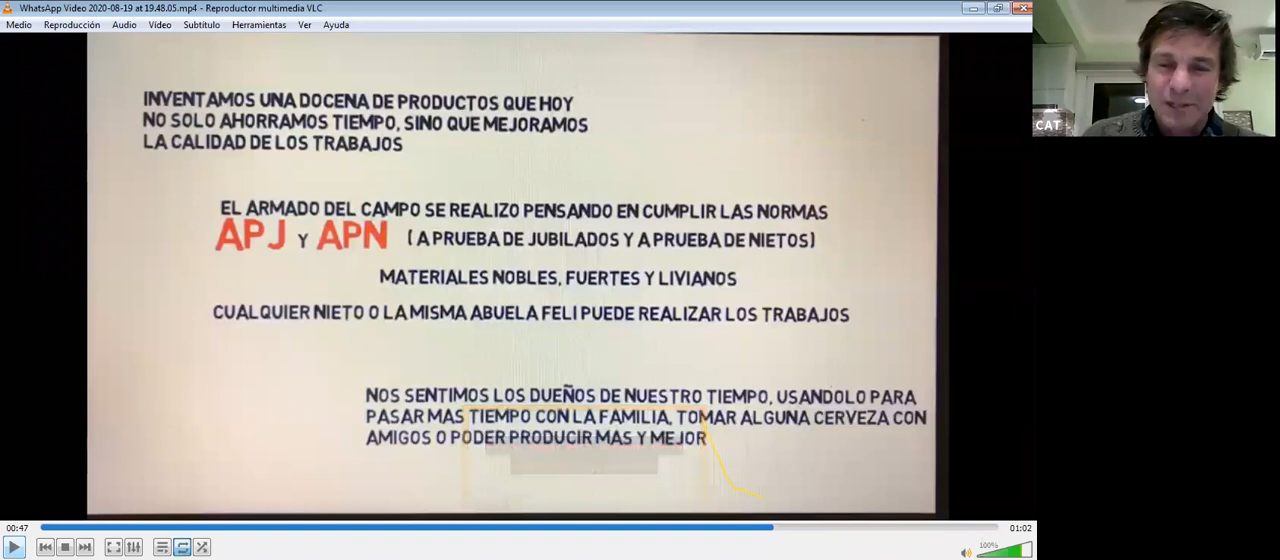 WhatsApp Video 2020-08-19 at 19.48.05.mp4 - Reproductor multimedia VLC
Medio Reproducción Audio Vídeo Subtítulo Herramientas Ver Ayuda
INVENTAMOS UNA DOCENA DE PRODUCTOS QUE HOY
NO SOLO AHORRAMOS TIEMPO, SINO QUE MEJORAMOS
LA CALIDAD DE LOS TRABAJOS
EL ARMADO DEL CAMPO SE REALIZO PENSANDO EN CUMPLIR LAS NORMAS
APJ Y APN (A PRUEBA DE JUBILADOS Y A PRUEBA DE NIETOS)
MATERIALES NOBLES, FUERTES Y LIVIANOS
CUALQUIER NIETO O LA MISMA ABUELA FELI PUEDE REALIZAR LOS TRABAJOS
NOS SENTIMOS LOS DUEÑOS DE NUESTRO TIEMPO, USANDOLO PARA
PASAR MAS TIEMPO CON LA FAMILIA, TOMAR ALGUNA CERVEZA CON
AMIGOS O PODER PRODUCIR MAS Y MEJOR
CAT
00:47 01:02
100%